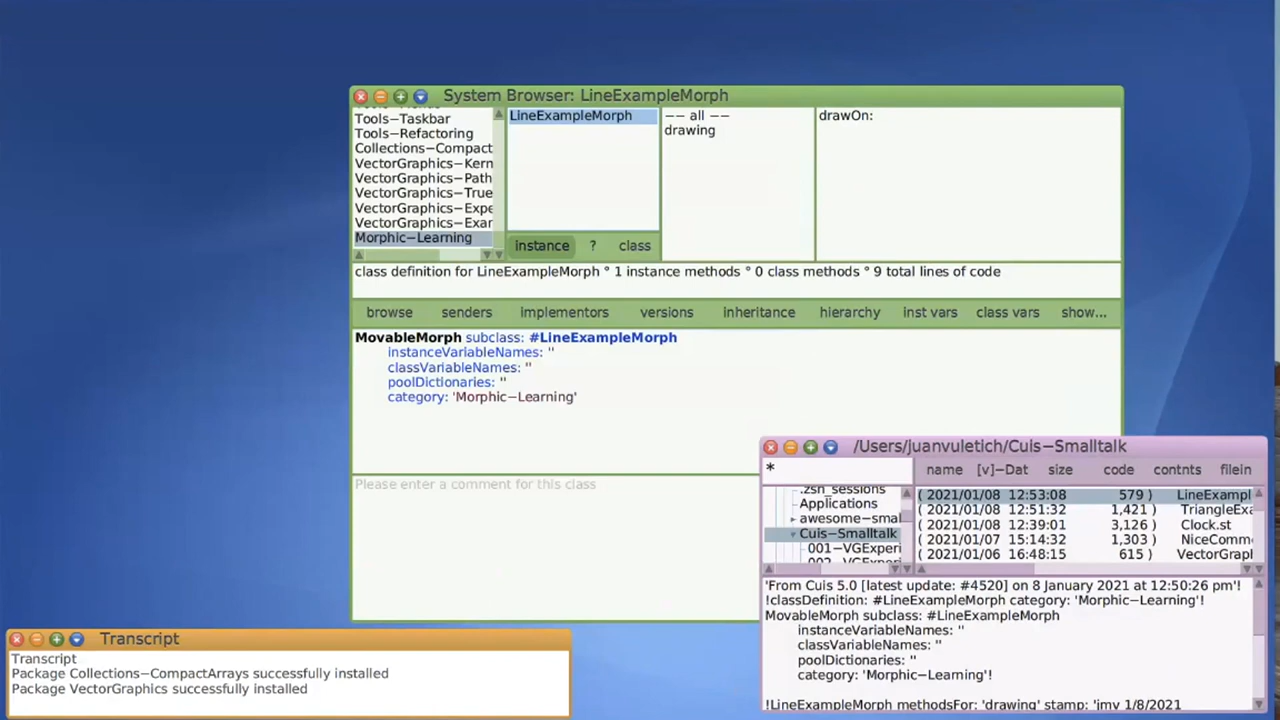 System Browser: LineExampleMorph
Tools−Taskbar
Tools−Refactoring
Collections−Compact
VectorGraphics−Kern
VectorGraphics−Path
VectorGraphics−True
VectorGraphics−Expe
VectorGraphics−Exar
Morphic−Learning
LineExampleMorph
instance ? class
−− all −−
drawing
drawOn:
class definition for LineExampleMorph ° 1 instance methods ° 0 class methods ° 9 total lines of code
browse senders implementors versions inheritance hierarchy inst vars class vars show...
MovableMorph subclass: #LineExampleMorph
instanceVariableNames: ''
classVariableNames: ''
poolDictionaries: ''
category: 'Morphic−Learning'
Please enter a comment for this class
/Users/juanvuletich/Cuis−Smalltalk
*
.zsh_sessions
Applications
awesome−smal
Cuis−Smalltalk
001−VGExperi
name [v]−Dat size code contnts filein
( 2021/01/08 12:53:08 579 ) LineExampl
( 2021/01/08 12:51:32 1,421 ) TriangleExa
( 2021/01/08 12:39:01 3,126 ) Clock.st
( 2021/01/07 15:14:32 1,303 ) NiceComm
( 2021/01/06 16:48:15 615 ) VectorGrapl
'From Cuis 5.0 [latest update: #4520] on 8 January 2021 at 12:50:26 pm'!
!classDefinition: #LineExampleMorph category: 'Morphic−Learning'!
MovableMorph subclass: #LineExampleMorph
instanceVariableNames: ''
classVariableNames: ''
poolDictionaries: ''
category: 'Morphic−Learning'!
!LineExampleMorph methodsFor: 'drawing' stamp: 'jmv 1/8/2021
Transcript
Transcript
Package Collections−CompactArrays successfully installed
Package VectorGraphics successfully installed